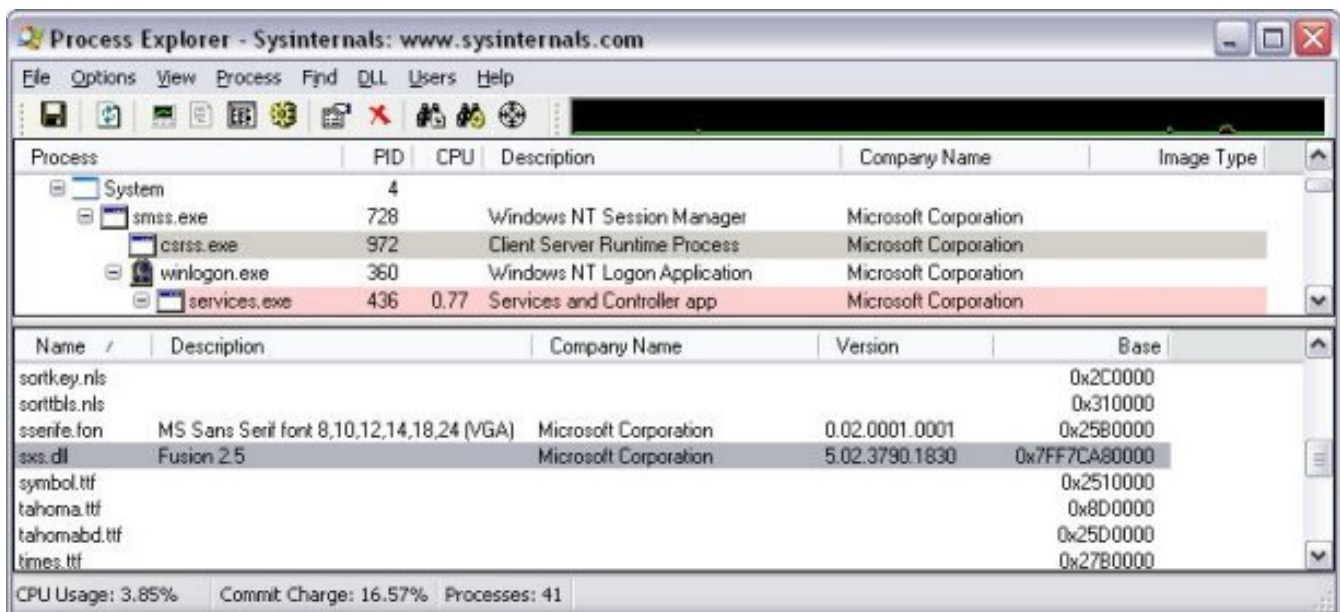 Process Explorer - Sysinternals: www.sysinternals.com
File Options View Process Find DLL Users Help
Process PID CPU Description Company Name Image Type
System 4
smss.exe 728 Windows NT Session Manager Microsoft Corporation
csrss.exe 972 Client Server Runtime Process Microsoft Corporation
winlogon.exe 360 Windows NT Logon Application Microsoft Corporation
services.exe 436 0.77 Services and Controller app Microsoft Corporation
Name / Description Company Name Version Base
sortkey.nls 0x2C0000
sorttbls.nls 0x310000
sserife.fon MS Sans Serif font 8,10,12,14,18,24 (VGA) Microsoft Corporation 0.02.0001.0001 0x25B0000
sxs.dll Fusion 2.5 Microsoft Corporation 5.02.3790.1830 0x7FF7CA80000
symbol.ttf 0x2510000
tahoma.ttf 0x8D0000
tahomabd.ttf 0x25D0000
times.ttf 0x27B0000
CPU Usage: 3.85% Commit Charge: 16.57% Processes: 41